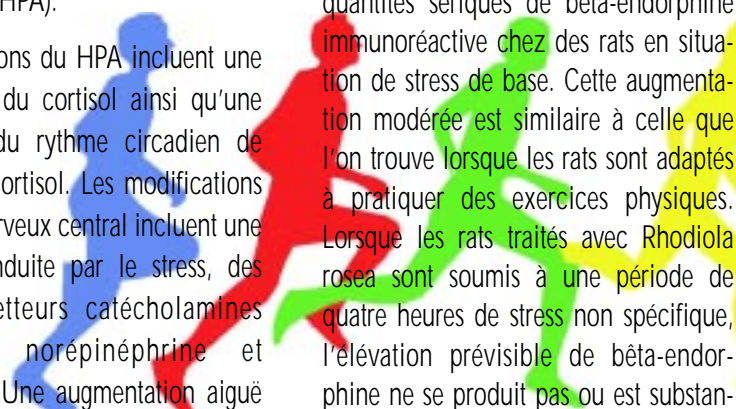 HPA).
ons du HPA incluent une
du cortisol ainsi qu'une
du rythme circadien de
ortisol. Les modifications
rveux central incluent une
nduite par le stress, des
etteurs catécholamines
norépinéphrine et
Une augmentation aiguë
quantités sériques de bêta-endorphine
immunoréactive chez des rats en situa-
tion de stress de base. Cette augmenta-
tion modérée est similaire à celle que
l'on trouve lorsque les rats sont adaptés
à pratiquer des exercices physiques.
Lorsque les rats traités avec Rhodiola
rosea sont soumis à une période de
quatre heures de stress non spécifique,
l'élévation prévisible de bêta-endor-
phine ne se produit pas ou est substan-